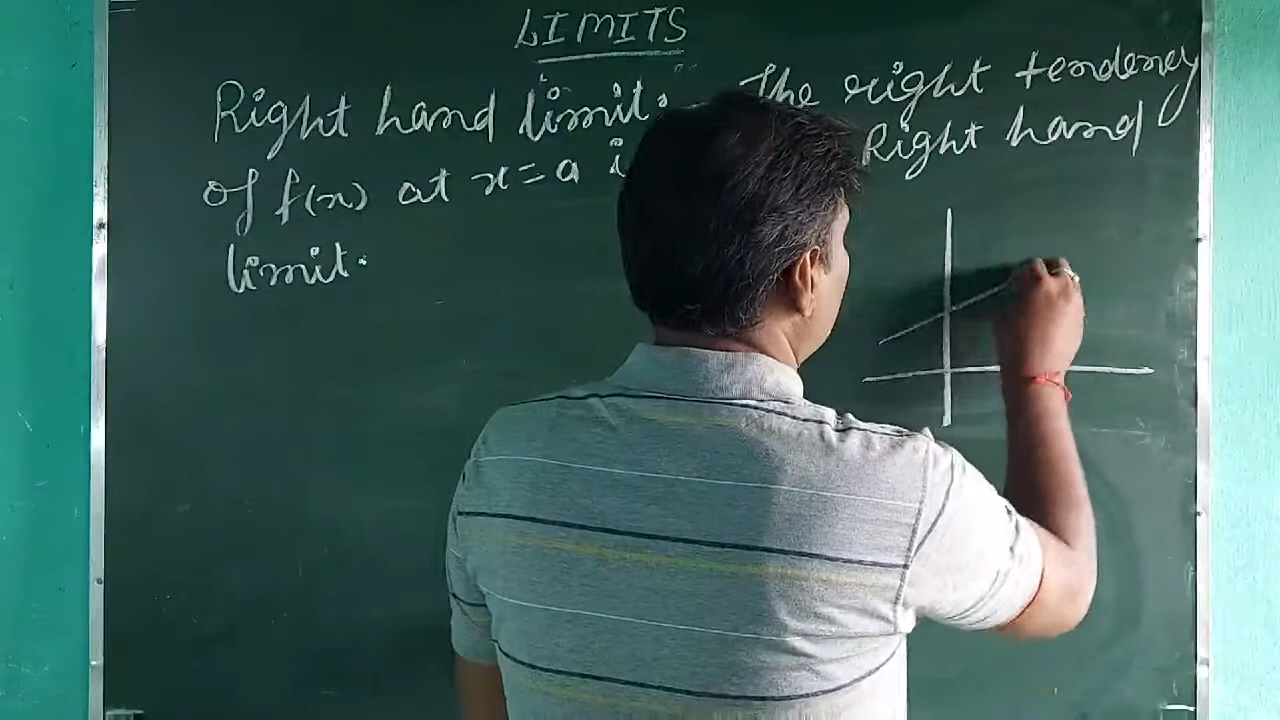 LIMITS
Right hand limit: - The right tendency
of f(x) at x = a Right hand
limit.